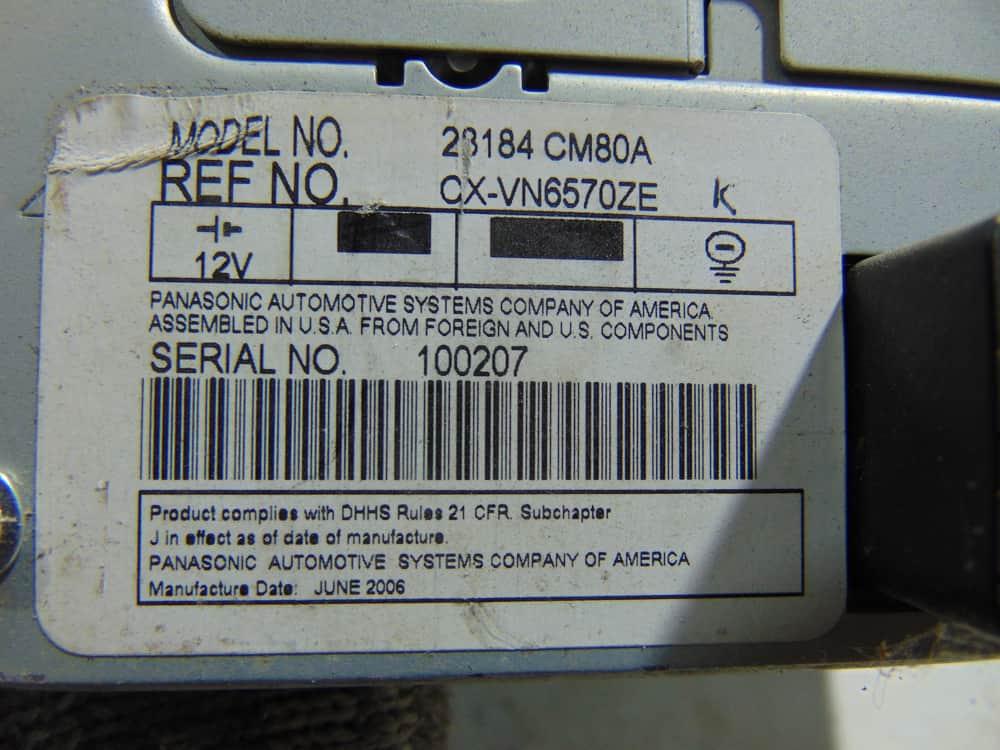 MODEL NO. 28184 CM80A
REF NO. CX-VN6570ZE K
12V
PANASONIC AUTOMOTIVE SYSTEMS COMPANY OF AMERICA
ASSEMBLED IN U.S.A. FROM FOREIGN AND U.S. COMPONENTS
SERIAL NO. 100207
Product complies with DHHS Rules 21 CFR. Subchapter
J in effect as of date of manufacture.
PANASONIC AUTOMOTIVE SYSTEMS COMPANY OF AMERICA
Manufacture Date: JUNE 2006